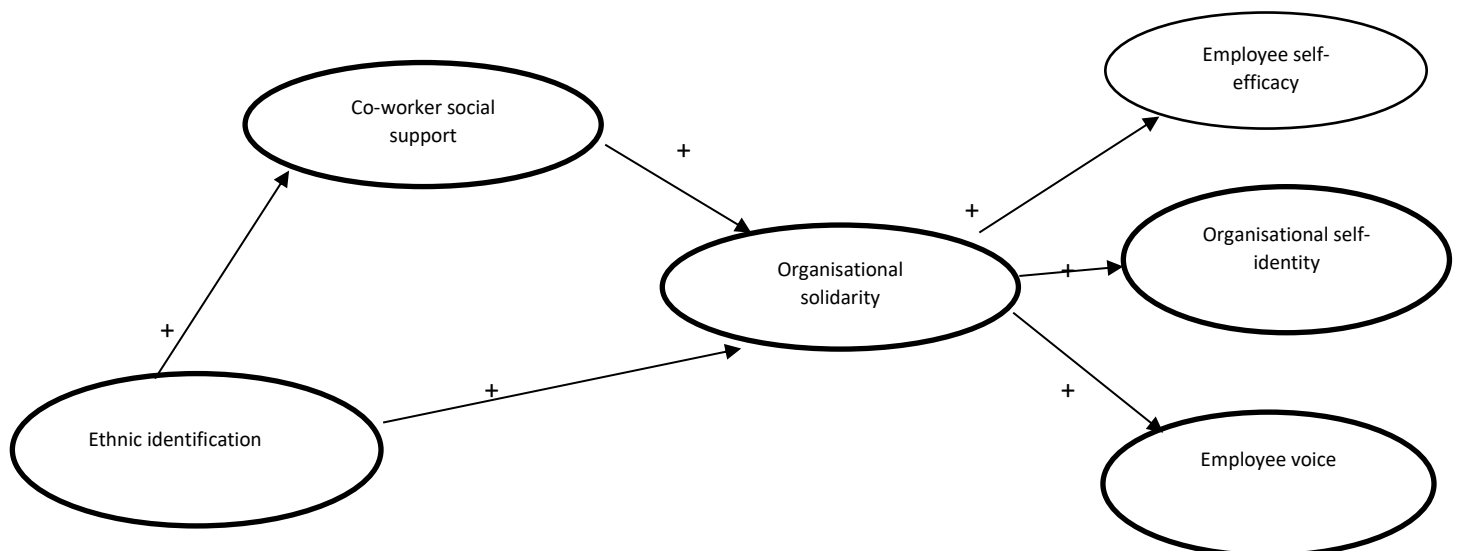 Employee self-
efficacy
Co-worker social
support
+
+
Organisational self-
identity
Organisational
solidarity
+
+
+
+
Ethnic identification
Employee voice